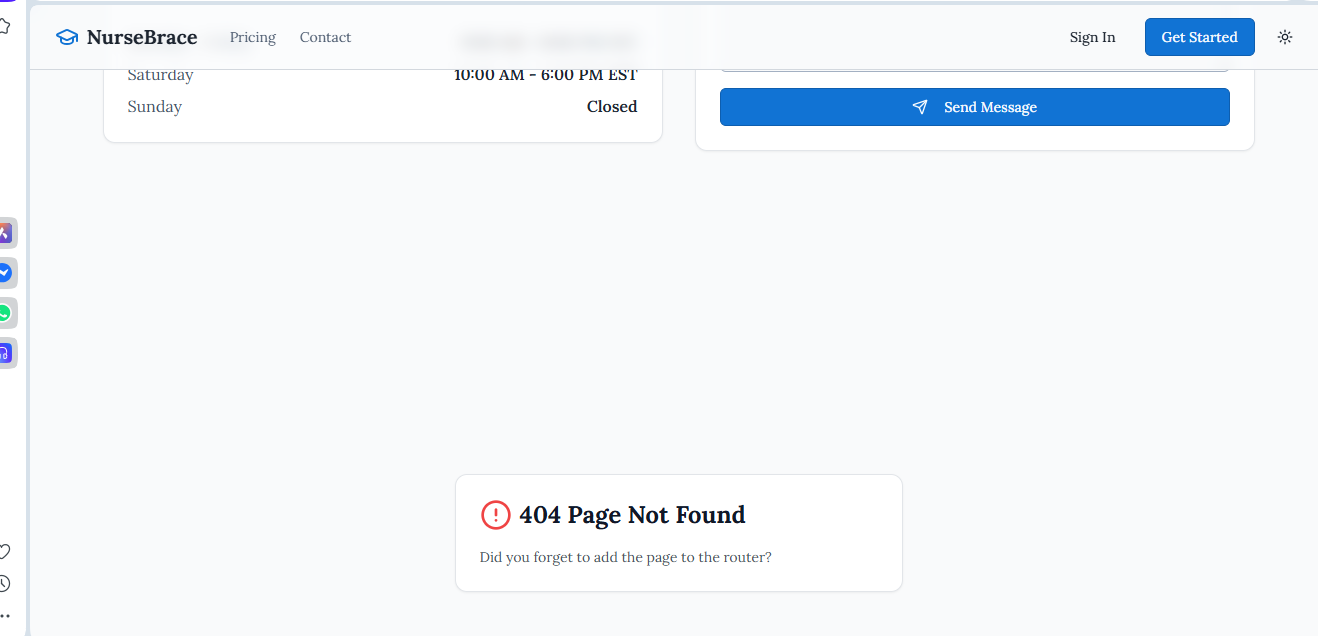 NurseBrace Pricing Contact Sign In Get Started
Saturday 10:00 AM - 6:00 PM EST
Sunday Closed
Send Message
404 Page Not Found
Did you forget to add the page to the router?